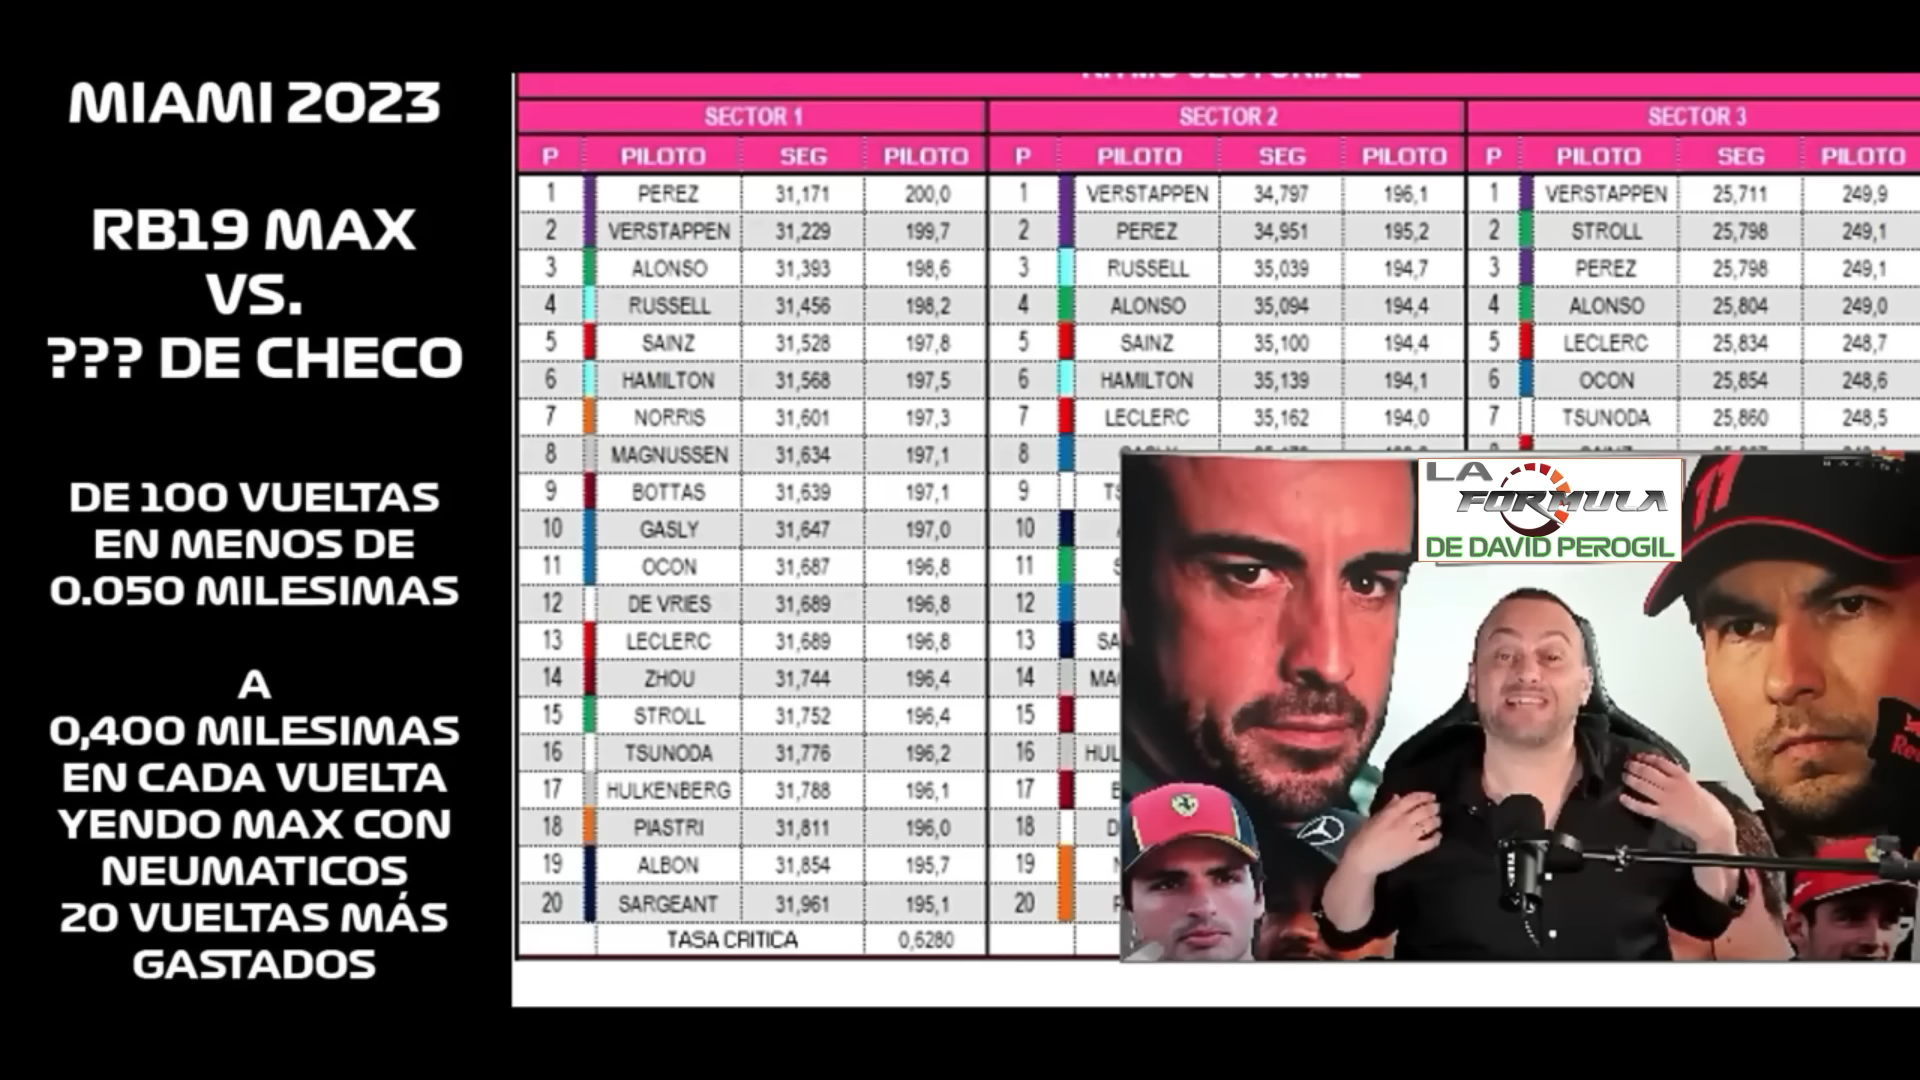 MIAMI 2023
RB19 MAX
VS.
??? DE CHECO
DE 100 VUELTAS
EN MENOS DE
0.050 MILESIMAS
A
0,400 MILESIMAS
EN CADA VUELTA
YENDO MAX CON
NEUMATICOS
20 VUELTAS MÁS
GASTADOS
SECTOR 1 SECTOR 2 SECTOR 3
P PILOTO SEG PILOTO P PILOTO SEG PILOTO P PILOTO SEG PILOTO
1 PEREZ 31,171 200,0 1 VERSTAPPEN 34,797 196,1 1 VERSTAPPEN 25,711 249,9
2 VERSTAPPEN 31,229 199,7 2 PEREZ 34,951 195,2 2 STROLL 25,798 249,1
3 ALONSO 31,393 198,6 3 RUSSELL 35,039 194,7 3 PEREZ 25,798 249,1
4 RUSSELL 31,456 198,2 4 ALONSO 35,094 194,4 4 ALONSO 25,804 249,0
5 SAINZ 31,528 197,8 5 SAINZ 35,100 194,4 5 LECLERC 25,834 248,7
6 HAMILTON 31,568 197,5 6 HAMILTON 35,139 194,1 6 OCON 25,854 248,6
7 NORRIS 31,601 197,3 7 LECLERC 35,162 194,0 7 TSUNODA 25,860 248,5
8 MAGNUSSEN 31,634 197,1 8
9 BOTTAS 31,639 197,1 9
10 GASLY 31,647 197,0 10
11 OCON 31,687 196,8 11
12 DE VRIES 31,689 196,8 12
13 LECLERC 31,689 196,8 13 SA
14 ZHOU 31,744 196,4 14 MA
15 STROLL 31,752 196,4 15
16 TSUNODA 31,776 196,2 16 HUL
17 HULKENBERG 31,788 196,1 17
18 PIASTRI 31,811 196,0 18
19 ALBON 31,854 195,7 19
20 SARGEANT 31,961 195,1 20
TASA CRITICA 0,6280
LA
FORMULA
DE DAVID PEROGIL